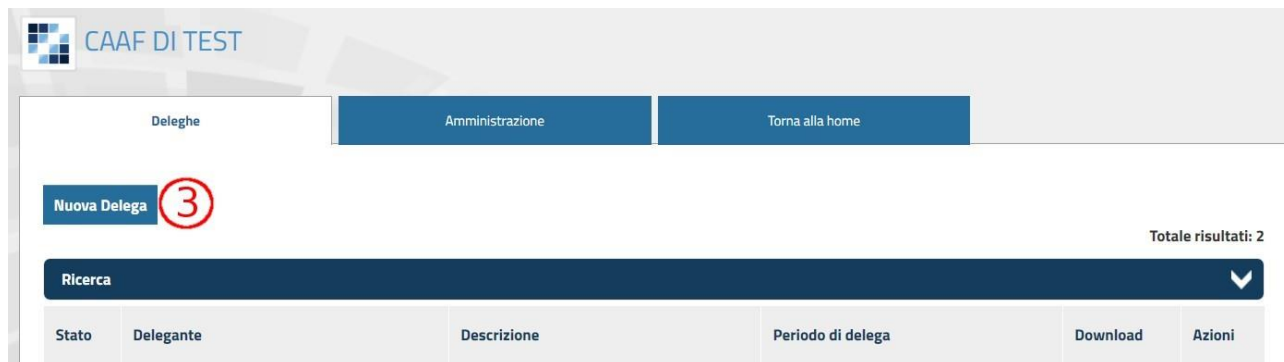 CAAF DI TEST
Deleghe Amministrazione Torna alla home
Nuova Delega 3
Totale risultati: 2
Ricerca
Stato Delegante Descrizione Periodo di delega Download Azioni